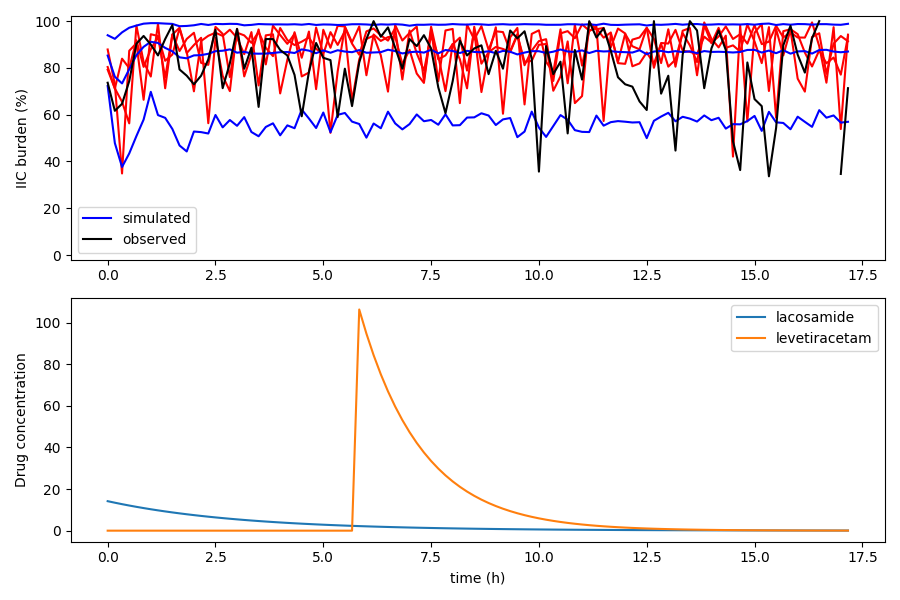 100
80
60
40
20
0
IIC burden (%)
simulated
observed
0.0 2.5 5.0 7.5 10.0 12.5 15.0 17.5
100
80
60
40
20
0
Drug concentration
lacosamide
levetiracetam
0.0 2.5 5.0 7.5 10.0 12.5 15.0 17.5
time (h)